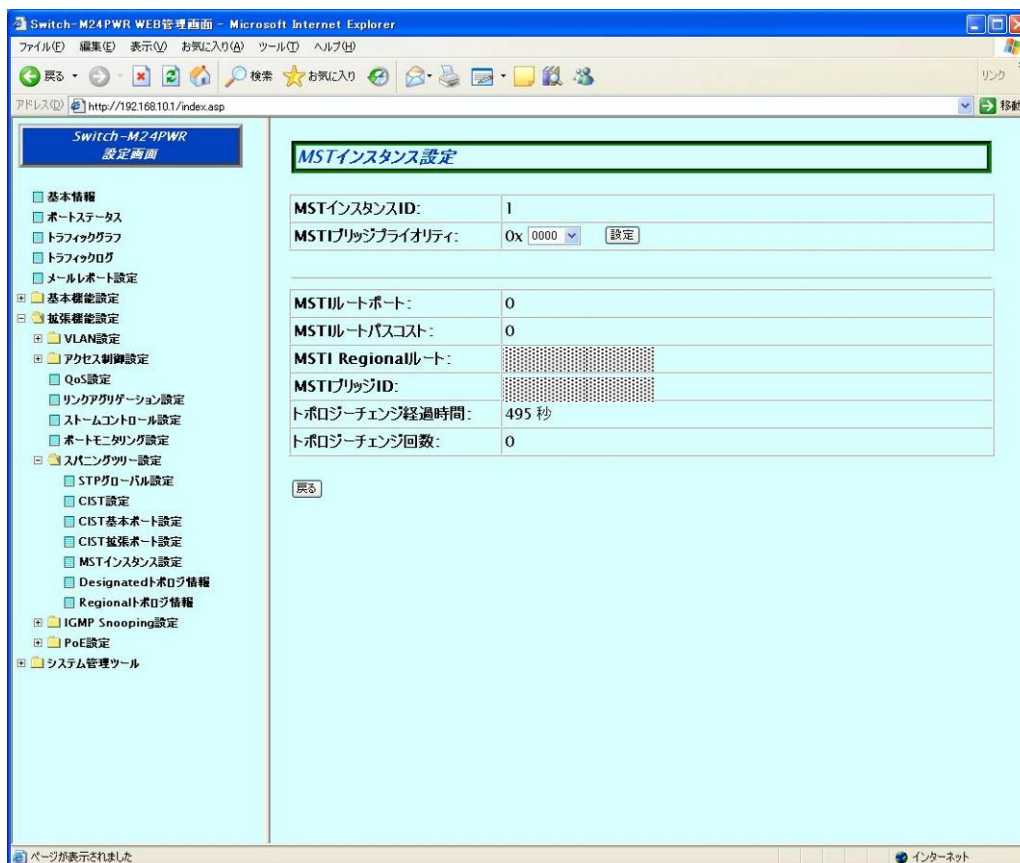 Switch-M24PWR WEB管理画面 - Microsoft Internet Explorer
ファイル(F) 編集(E) 表示(V) お気に入り(A) ツール(T) ヘルプ(H)
戻る 検索 お気に入り リンク
アドレス(D) http://192.168.10.1/index.asp 移動
Switch-M24PWR
設定画面
基本情報
ポートステータス
トラフィックグラフ
トラフィックログ
メールレポート設定
基本機能設定
拡張機能設定
VLAN設定
アクセス制御設定
QoS設定
リンクアグリゲーション設定
ストームコントロール設定
ポートモニタリング設定
スパニングツリー設定
STPグローバル設定
CIST設定
CIST基本ポート設定
CIST拡張ポート設定
MSTインスタンス設定
Designatedトポロジ情報
Regionalトポロジ情報
IGMP Snooping設定
PoE設定
システム管理ツール
MSTインスタンス設定
MSTインスタンスID: 1
MSTIブリッジプライオリティ: 0x 0000 設定
MSTIルートポート: 0
MSTIルートパスコスト: 0
MSTI Regionalルート:
MSTIブリッジID:
トポロジーチェンジ経過時間: 495 秒
トポロジーチェンジ回数: 0
戻る
ページが表示されました インターネット